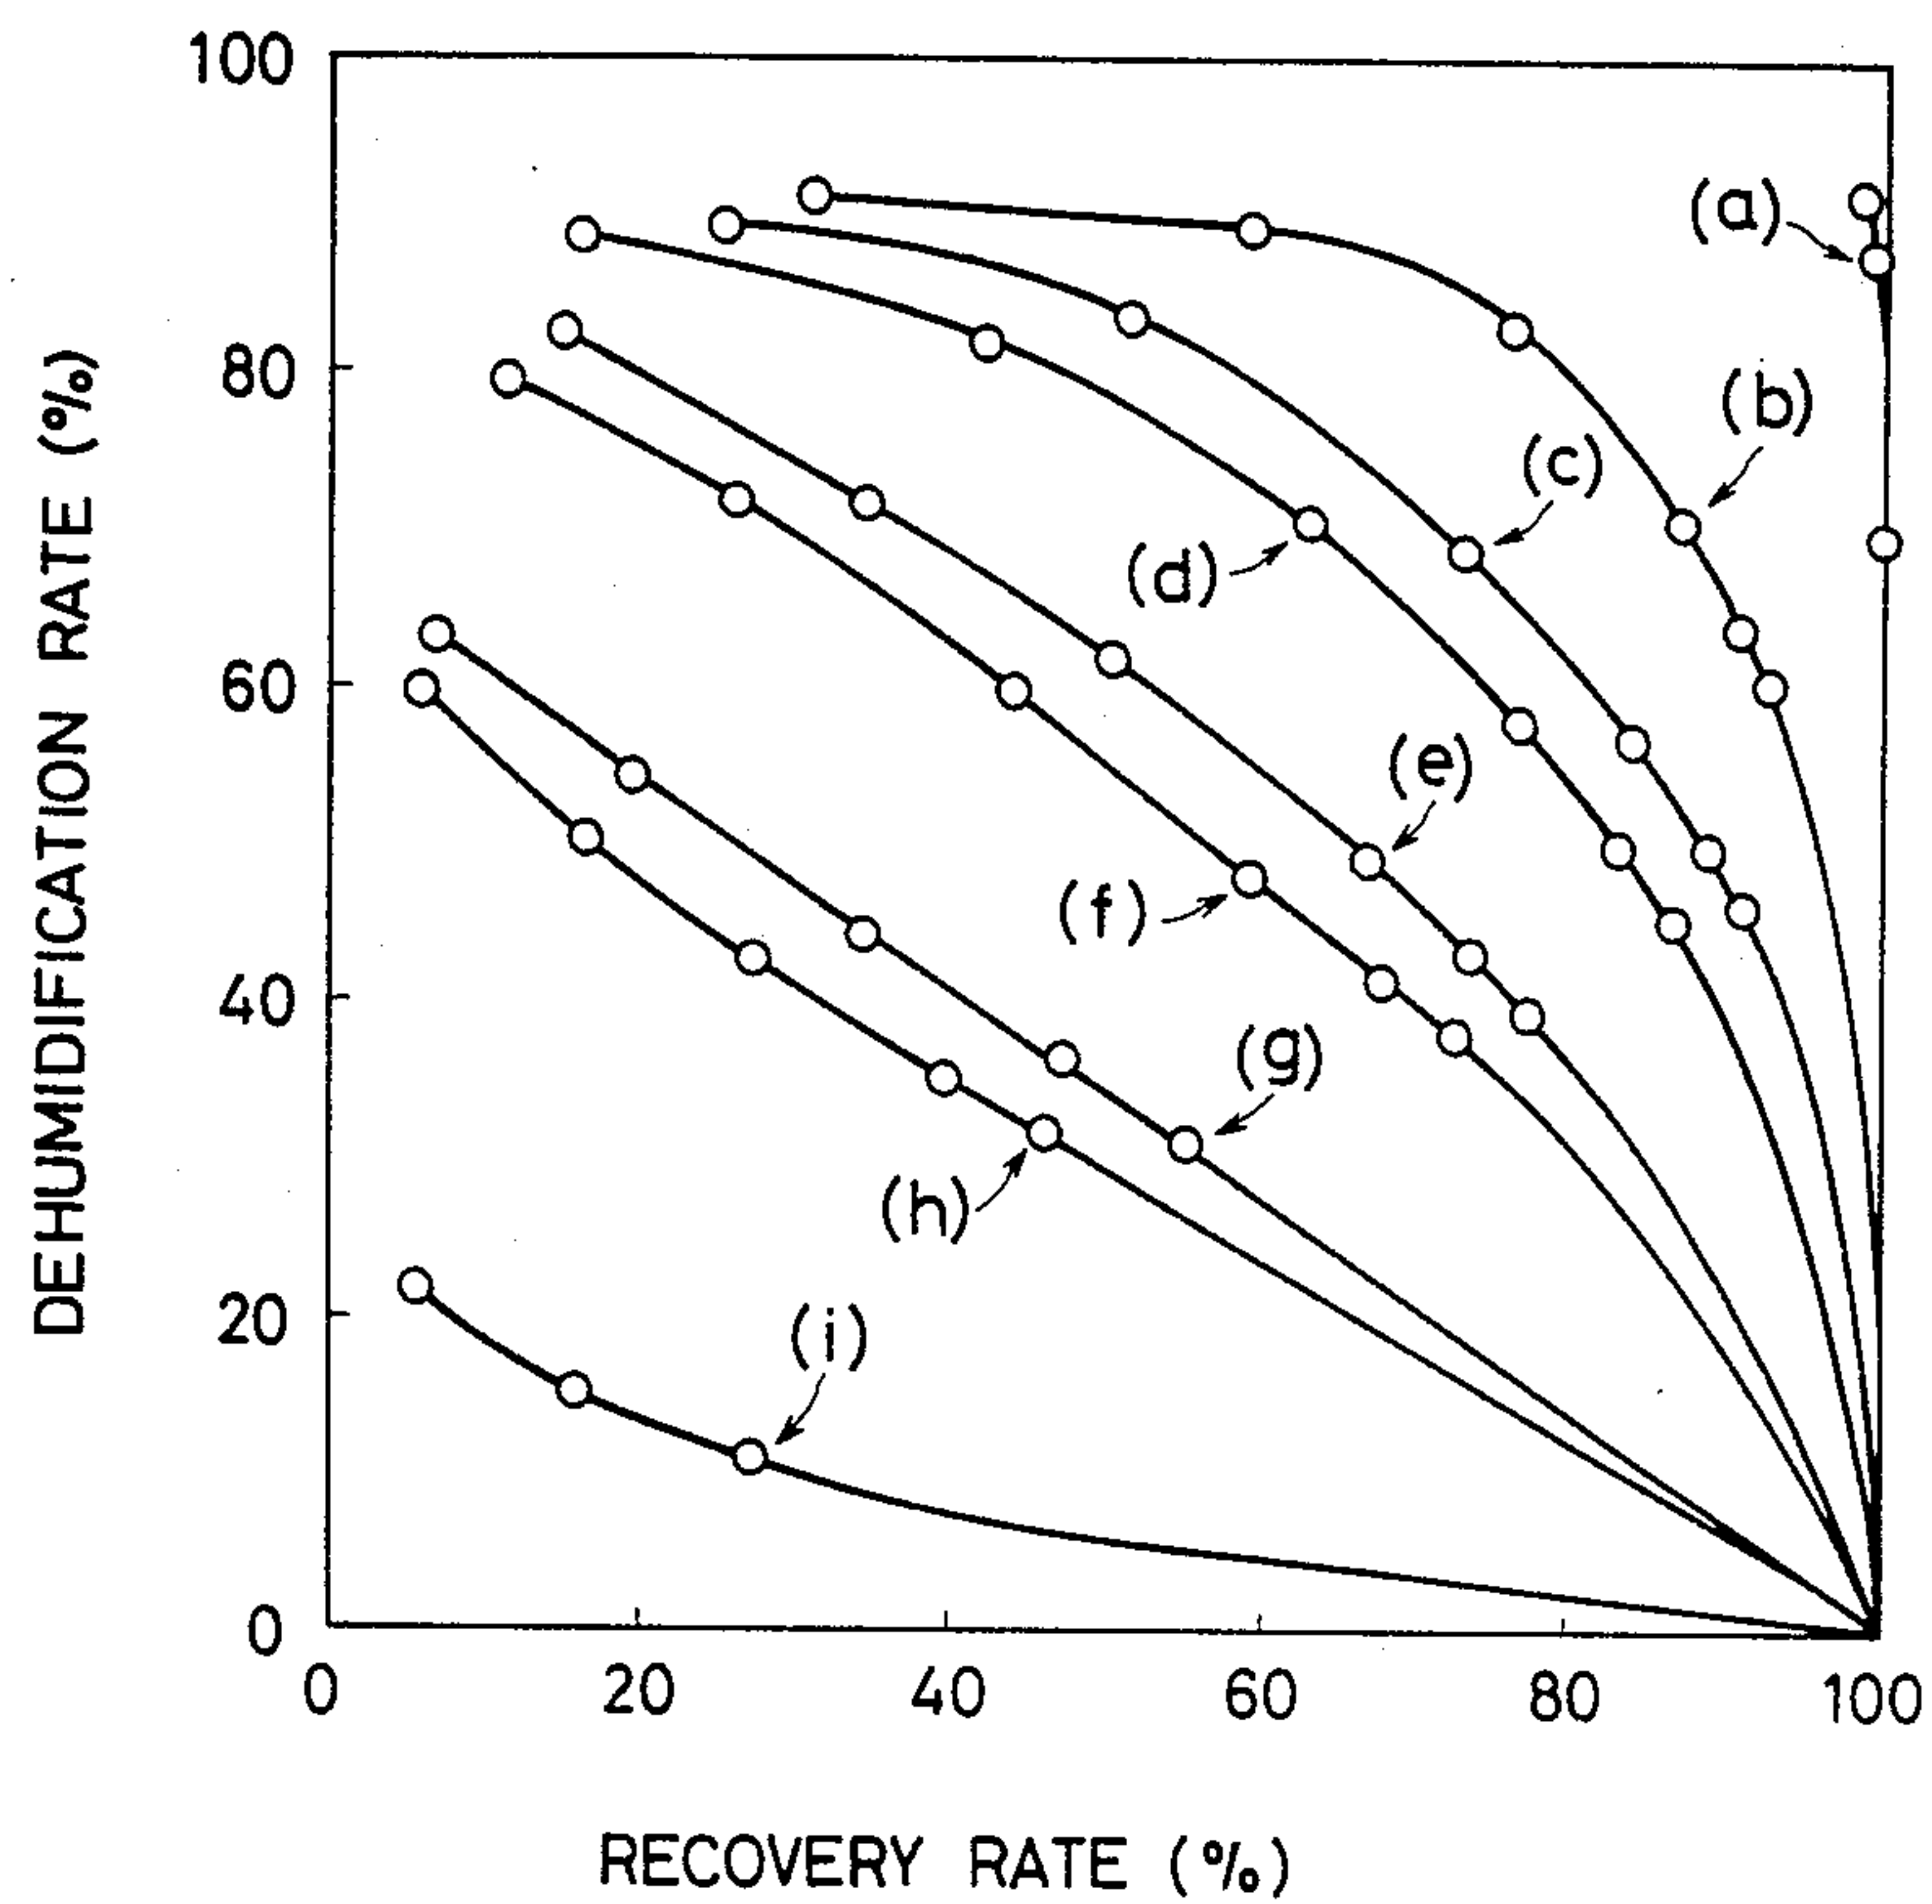 100
80
60
40
20
0
DEHUMIDIFICATION RATE (%)
(a)
(b)
(c)
(d)
(e)
(f)
(g)
(h)
(i)
0 20 40 60 80 100
RECOVERY RATE (%)